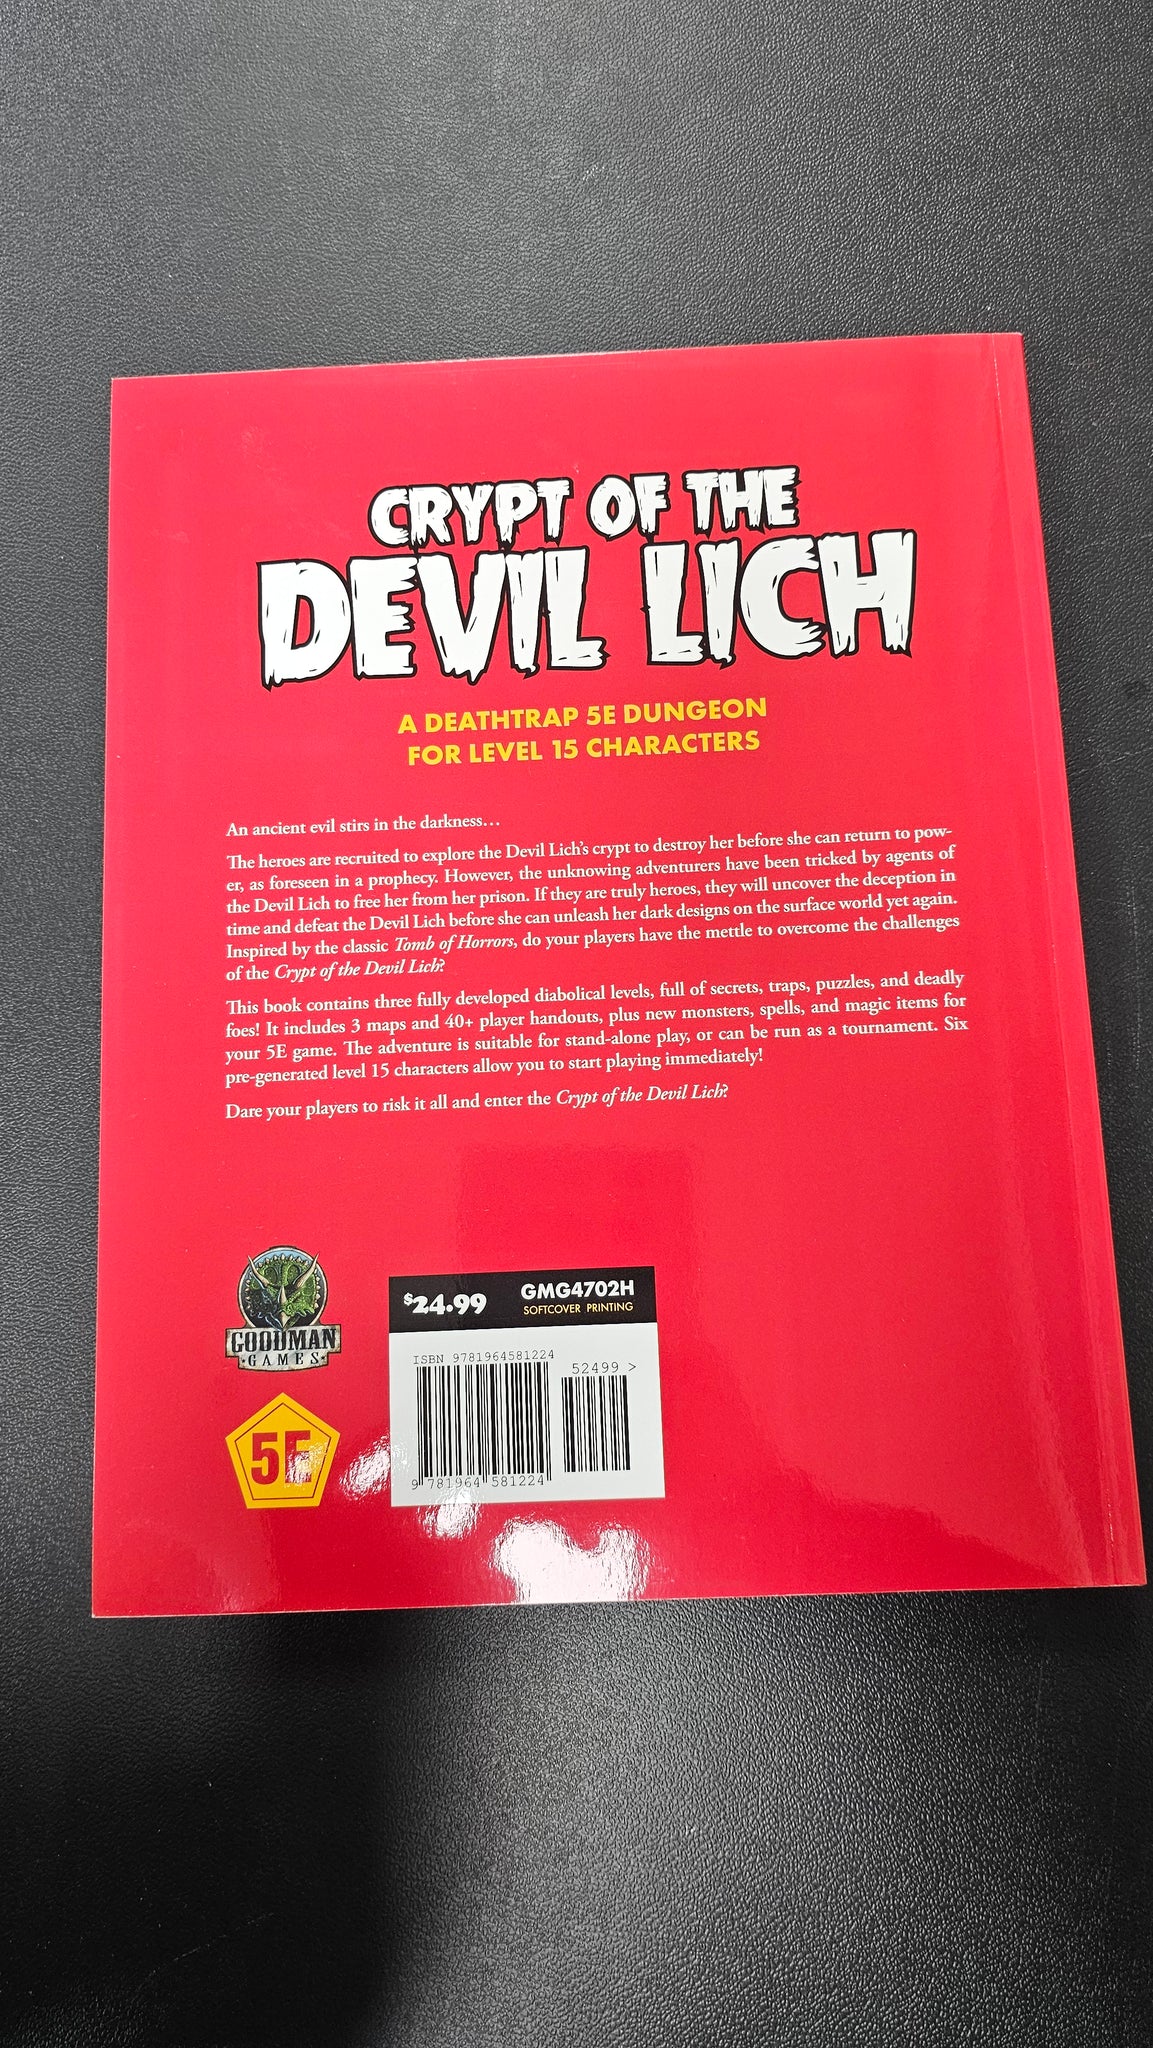 CRYPT OF THE
DEVIL LICH
A DEATHTRAP 5E DUNGEON
FOR LEVEL 15 CHARACTERS
An ancient evil stirs in the darkness…
The heroes are recruited to explore the Devil Lich's crypt to destroy her before she can return to pow-
er, as foreseen in a prophecy. However, the unknowing adventurers have been tricked by agents of
the Devil Lich to free her from her prison. If they are truly heroes, they will uncover the deception in
time and defeat the Devil Lich before she can unleash her dark designs on the surface world yet again.
Inspired by the classic Tomb of Horrors, do your players have the mettle to overcome the challenges
of the Crypt of the Devil Lich?
This book contains three fully developed diabolical levels, full of secrets, traps, puzzles, and deadly
foes! It includes 3 maps and 40+ player handouts, plus new monsters, spells, and magic items for
your 5E game. The adventure is suitable for stand-alone play, or can be run as a tournament. Six
pre-generated level 15 characters allow you to start playing immediately!
Dare your players to risk it all and enter the Crypt of the Devil Lich?
GOODMAN
GAMES
5E
$24.99
GMG4702H
SOFTCOVER PRINTING
ISBN 9781964581224
52499 >
9 781964 581224